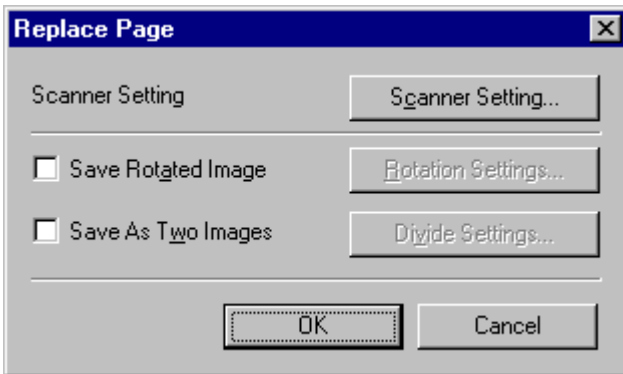 Replace Page
Scanner Setting Scanner Setting...
Save Rotated Image Rotation Settings...
Save As Two Images Divide Settings...
OK Cancel